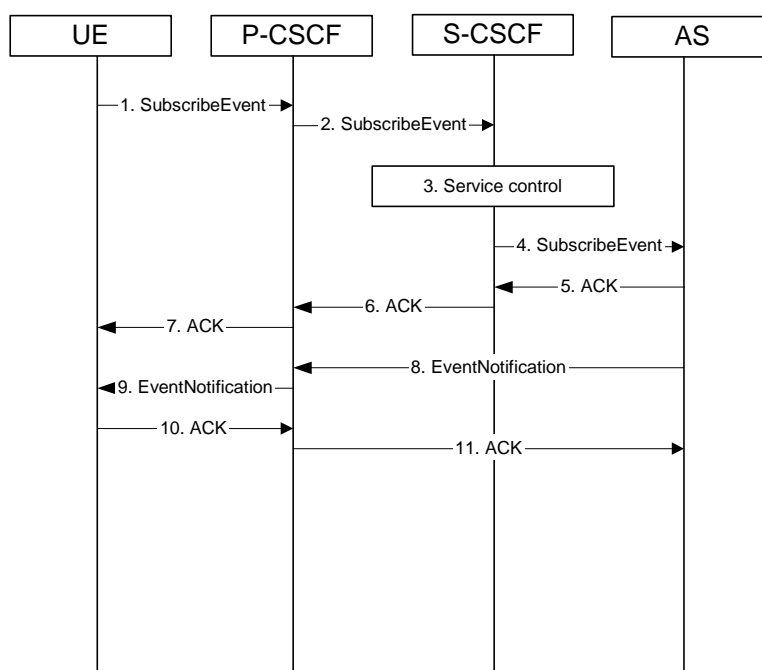 UE
P-CSCF
S-CSCF
AS
1. SubscribeEvent
2. SubscribeEvent
3. Service control
4. SubscribeEvent
5. ACK
6. ACK
7. ACK
8. EventNotification
9. EventNotification
10. ACK
11. ACK